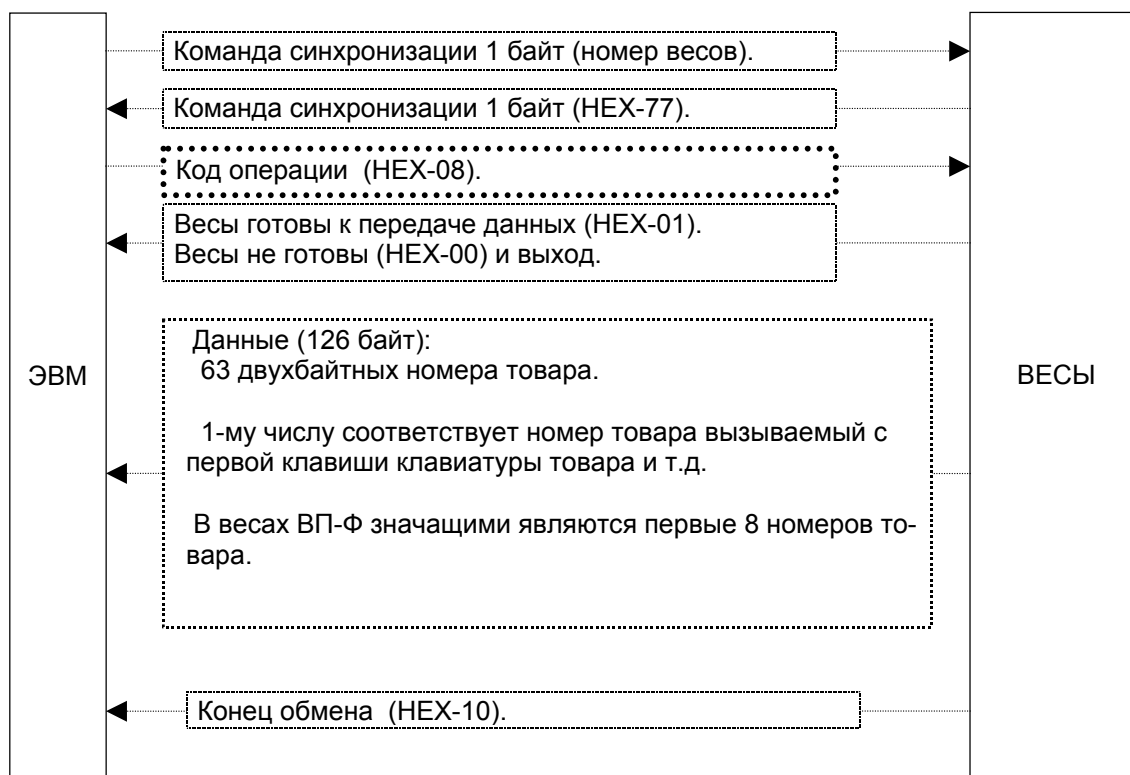 Команда синхронизации 1 байт (номер весов).
Команда синхронизации 1 байт (HEX-77).
Код операции (HEX-08).
Весы готовы к передаче данных (HEX-01).
Весы не готовы (HEX-00) и выход.
Данные (126 байт):
63 двухбайтных номера товара.
ЭВМ
ВЕСЫ
1-му числу соответствует номер товара вызываемый с
первой клавиши клавиатуры товара и т.д.
В весах ВП-Ф значащими являются первые 8 номеров то-
вара.
Конец обмена (HEX-10).